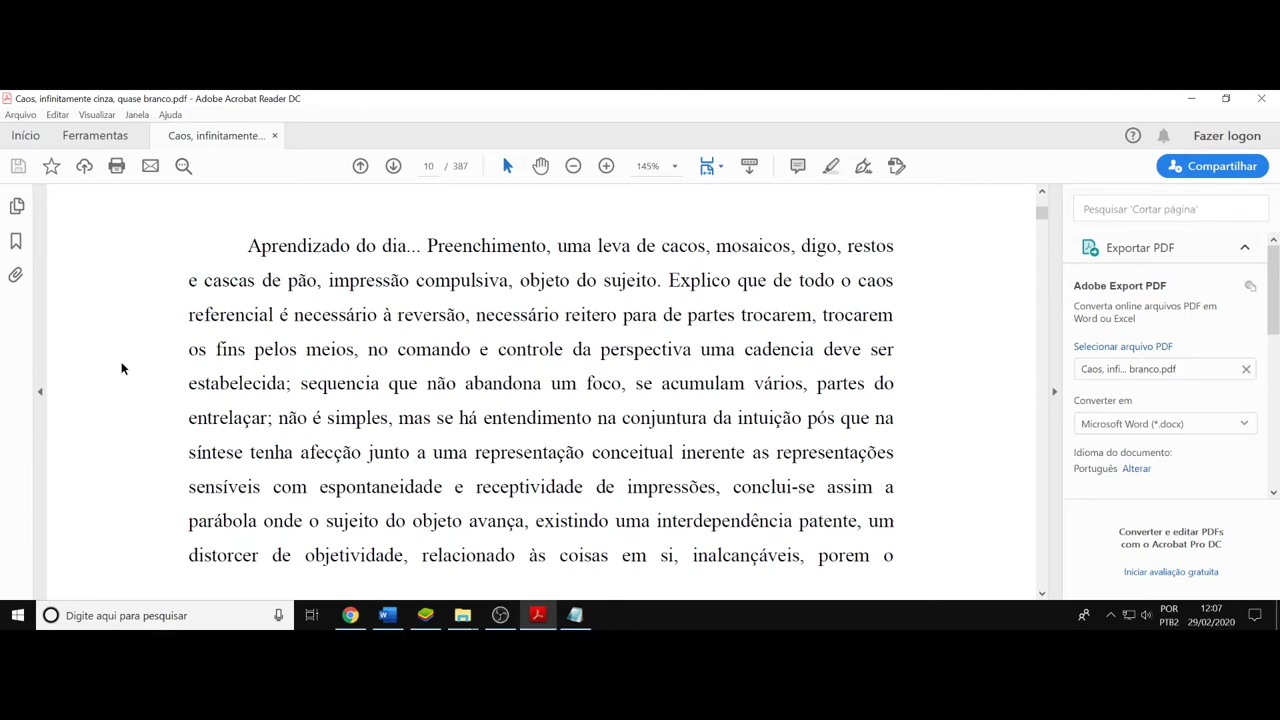 Caos, infinitamente cinza, quase branco.pdf - Adobe Acrobat Reader DC
Arquivo Editar Visualizar Janela Ajuda
Início Ferramentas Caos, infinitamente... × Fazer logon
10 / 387 145% Compartilhar
Pesquisar 'Cortar página'
Aprendizado do dia... Preenchimento, uma leva de cacos, mosaicos, digo, restos
e cascas de pão, impressão compulsiva, objeto do sujeito. Explico que de todo o caos
referencial é necessário à reversão, necessário reitero para de partes trocarem, trocarem
os fins pelos meios, no comando e controle da perspectiva uma cadencia deve ser
estabelecida; sequencia que não abandona um foco, se acumulam vários, partes do
entrelaçar; não é simples, mas se há entendimento na conjuntura da intuição pós que na
síntese tenha afecção junto a uma representação conceitual inerente as representações
sensíveis com espontaneidade e receptividade de impressões, conclui-se assim a
parábola onde o sujeito do objeto avança, existindo uma interdependência patente, um
distorcer de objetividade, relacionado às coisas em si, inalcançáveis, porem o
Exportar PDF
Adobe Export PDF
Converta online arquivos PDF em
Word ou Excel
Selecionar arquivo PDF
Caos, infi... branco.pdf
Converter em
Microsoft Word (*.docx)
Idioma do documento:
Português Alterar
Converter e editar PDFs
com o Acrobat Pro DC
Iniciar avaliação gratuita
Digite aqui para pesquisar
POR
PTB2
12:07
29/02/2020